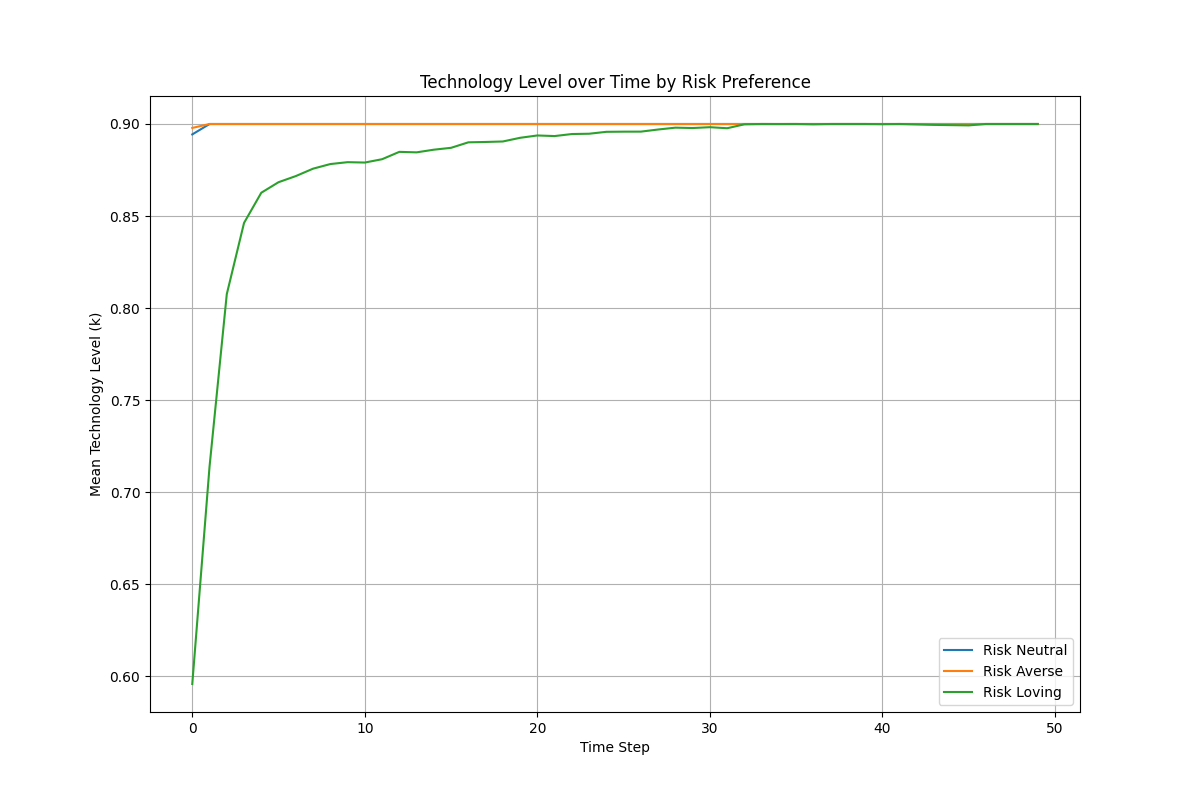 Technology Level over Time by Risk Preference
Mean Technology Level (k)
0.90
0.85
0.80
0.75
0.70
0.65
0.60
0 10 20 30 40 50
Time Step
Risk Neutral
Risk Averse
Risk Loving